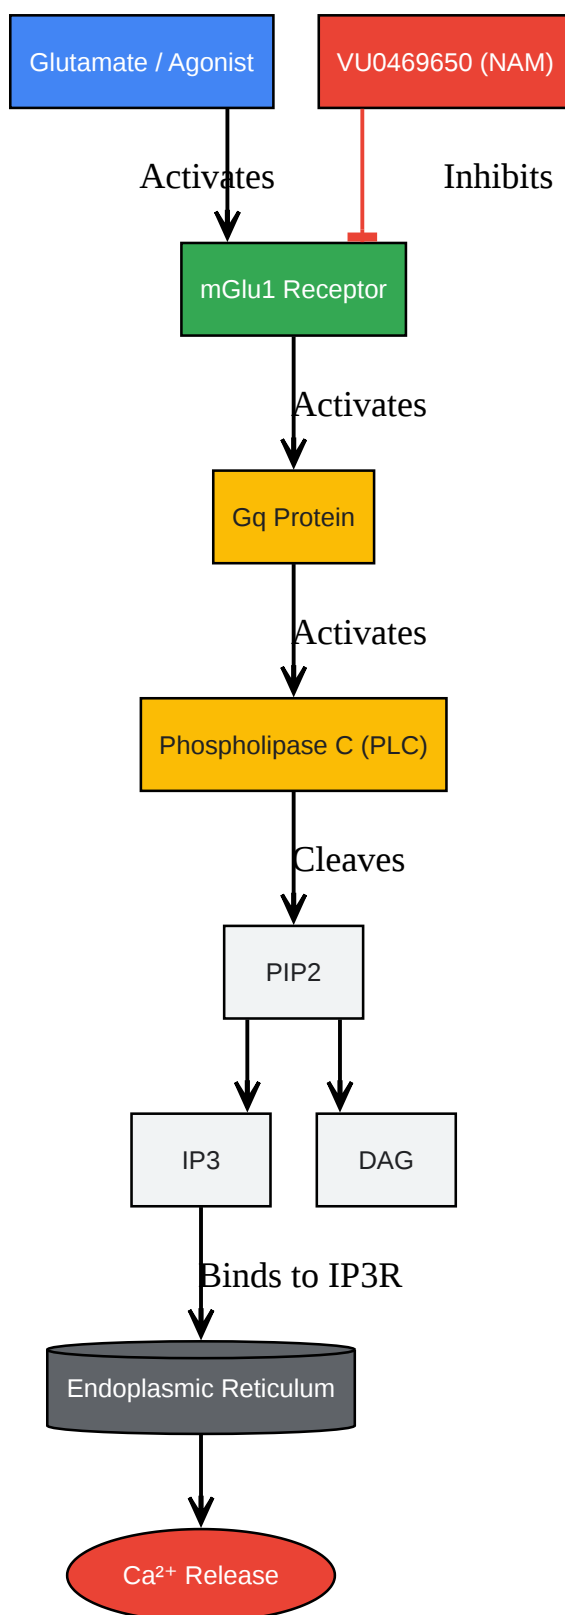 Glutamate / Agonist
VU0469650 (NAM)
Activates
Inhibits
mGlu1 Receptor
Activates
Gq Protein
Activates
Phospholipase C (PLC)
Cleaves
PIP2
IP3
DAG
Binds to IP3R
Endoplasmic Reticulum
Ca²⁺ Release